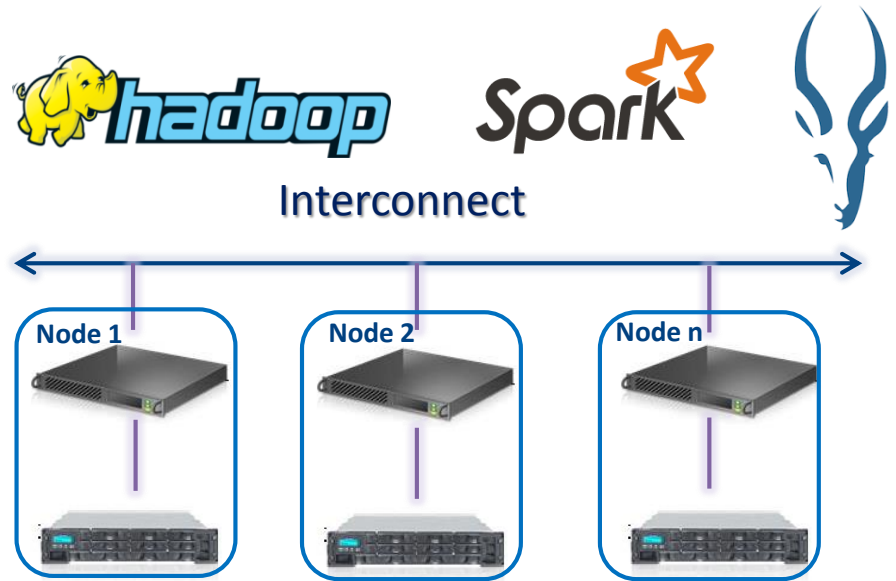 hadoop
Spark
Interconnect
Node 1
Node 2
Node n